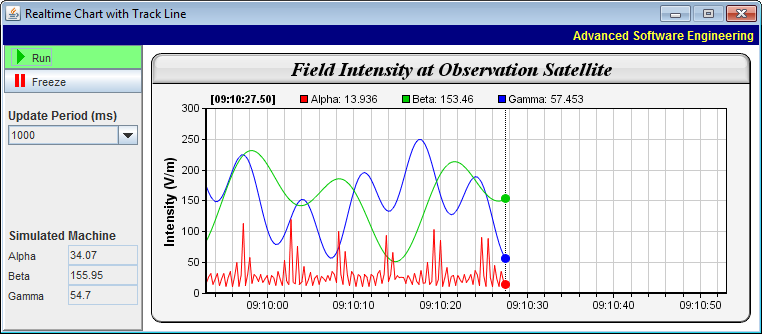 Realtime Chart with Track Line
Advanced Software Engineering
Run
Freeze
Update Period (ms)
1000
Simulated Machine
Alpha 34.07
Beta 155.95
Gamma 54.7
Field Intensity at Observation Satellite
[09:10:27.50] Alpha: 13.936 Beta: 153.46 Gamma: 57.453
Intensity (V/m)
300
250
200
150
100
50
0
09:10:00 09:10:10 09:10:20 09:10:30 09:10:40 09:10:50